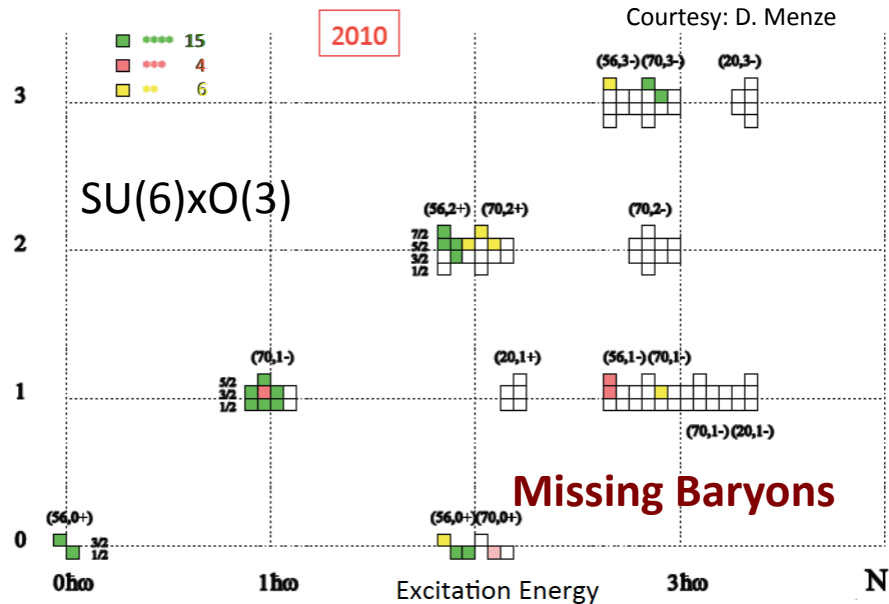 Courtesy: D. Menze
2010
**** 15
*** 4
** 6
(56,3-) (70,3-) (20,3-)
3
SU(6)xO(3)
(56,2+) (70,2+) (70,2-)
7/2
5/2
2
3/2
1/2
(70,1-) (20,1+) (56,1-)(70,1-)
5/2
1
3/2
1/2
(70,1-)(20,1-)
Missing Baryons
(56,0+) (56,0+)(70,0+)
0
3/2
1/2
0ħω 1ħω Excitation Energy 3ħω N